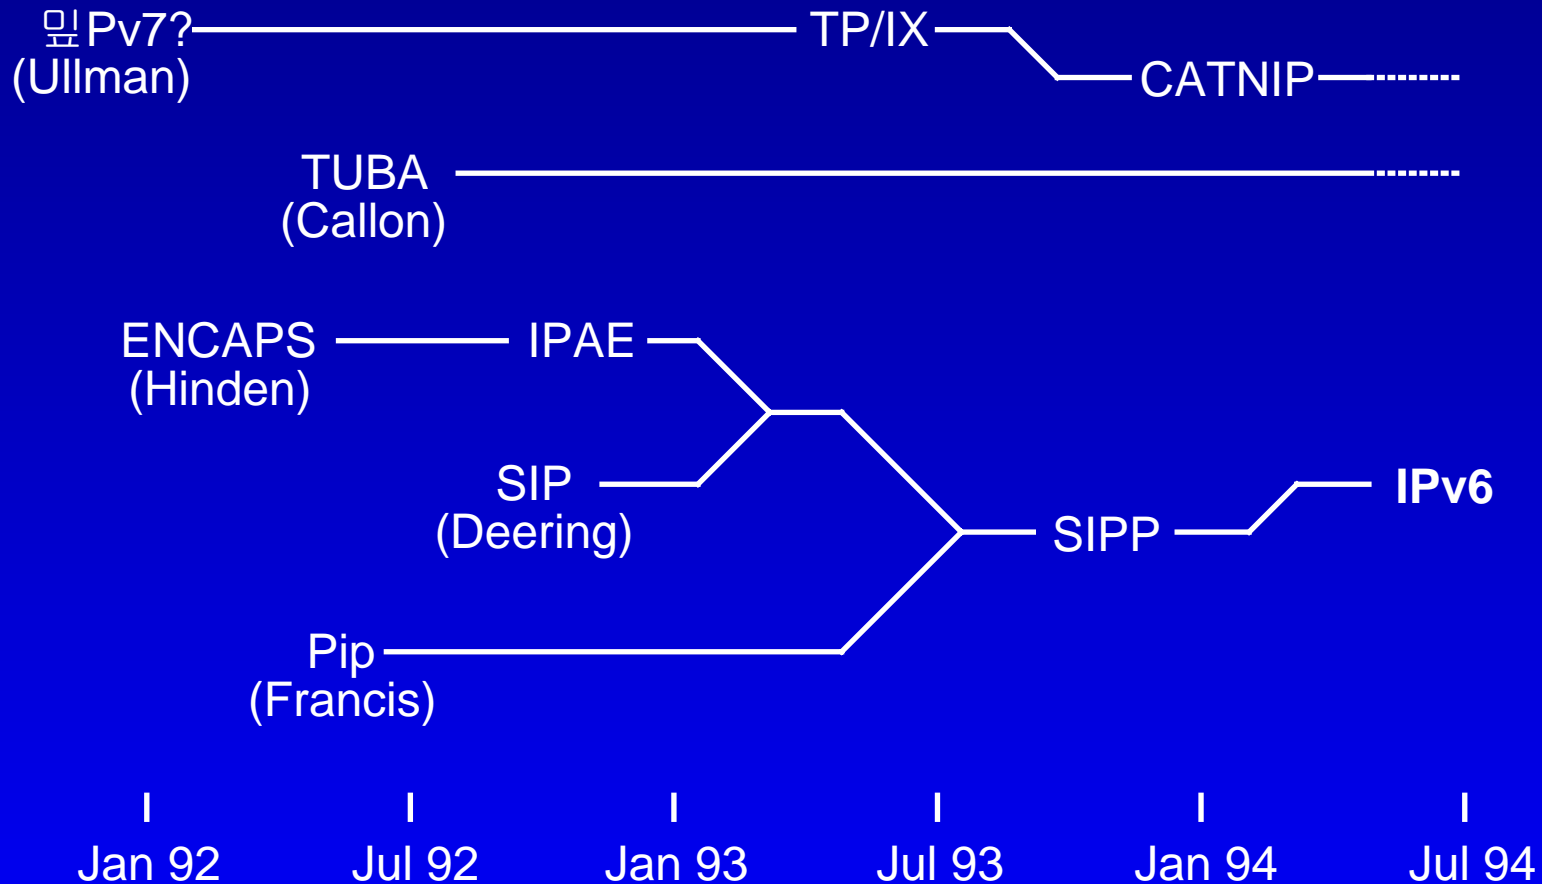 밒Pv7?
(Ullman)
TP/IX
CATNIP
TUBA
(Callon)
ENCAPS
(Hinden)
IPAE
SIP
(Deering)
IPv6
SIPP
Pip
(Francis)
Jan 92
Jul 92
Jan 93
Jul 93
Jan 94
Jul 94